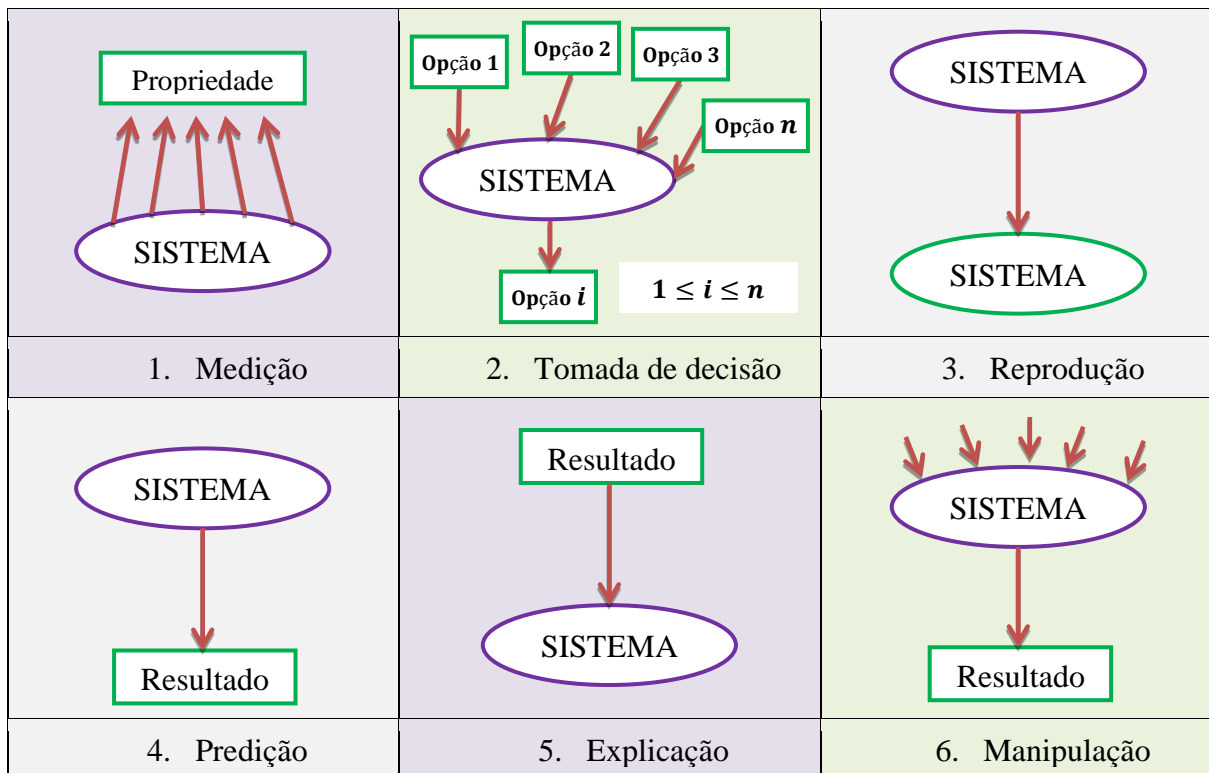 Propriedade
SISTEMA
1. Medição
Opção 1
Opção 2
Opção 3
Opção n
SISTEMA
Opção i
1 ≤ i ≤ n
2. Tomada de decisão
SISTEMA
SISTEMA
3. Reprodução
SISTEMA
Resultado
4. Predição
Resultado
SISTEMA
5. Explicação
SISTEMA
Resultado
6. Manipulação